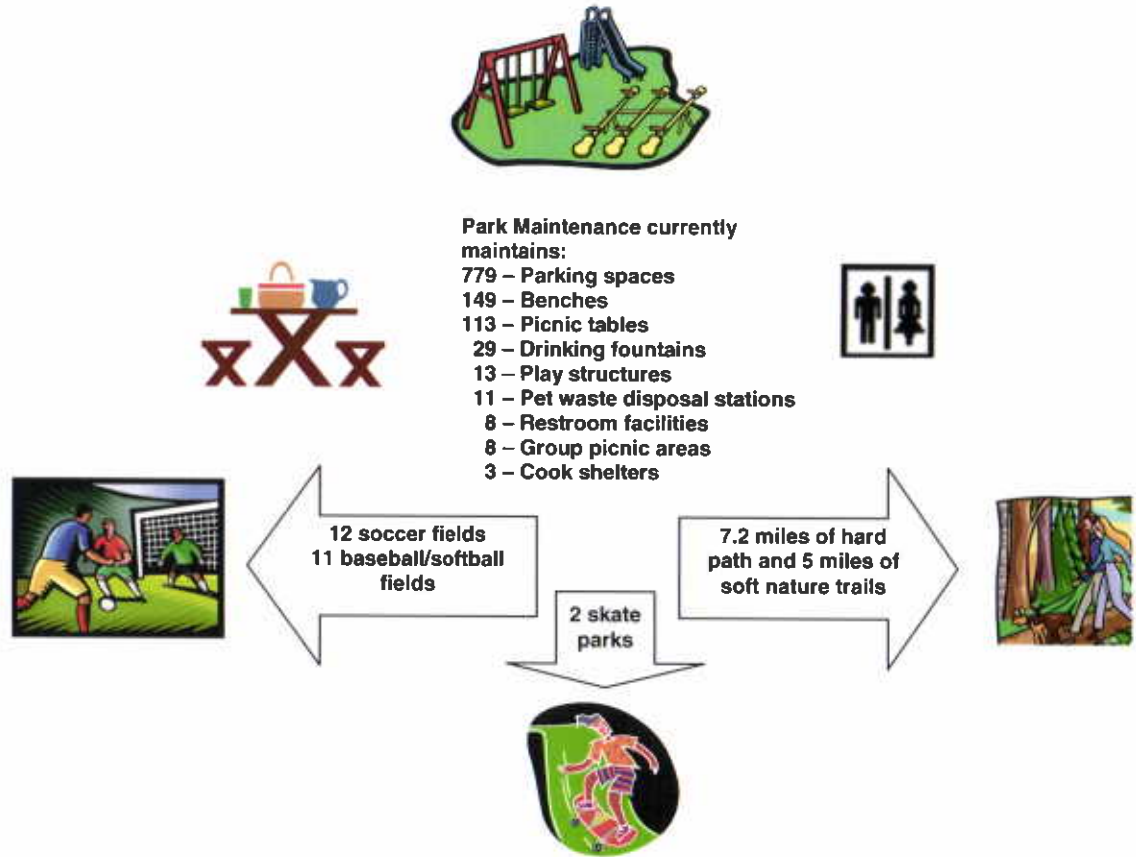 Park Maintenance currently
maintains:
779 – Parking spaces
149 – Benches
113 – Picnic tables
29 – Drinking fountains
13 – Play structures
11 – Pet waste disposal stations
8 – Restroom facilities
8 – Group picnic areas
3 – Cook shelters
12 soccer fields
11 baseball/softball
fields
7.2 miles of hard
path and 5 miles of
soft nature trails
2 skate
parks